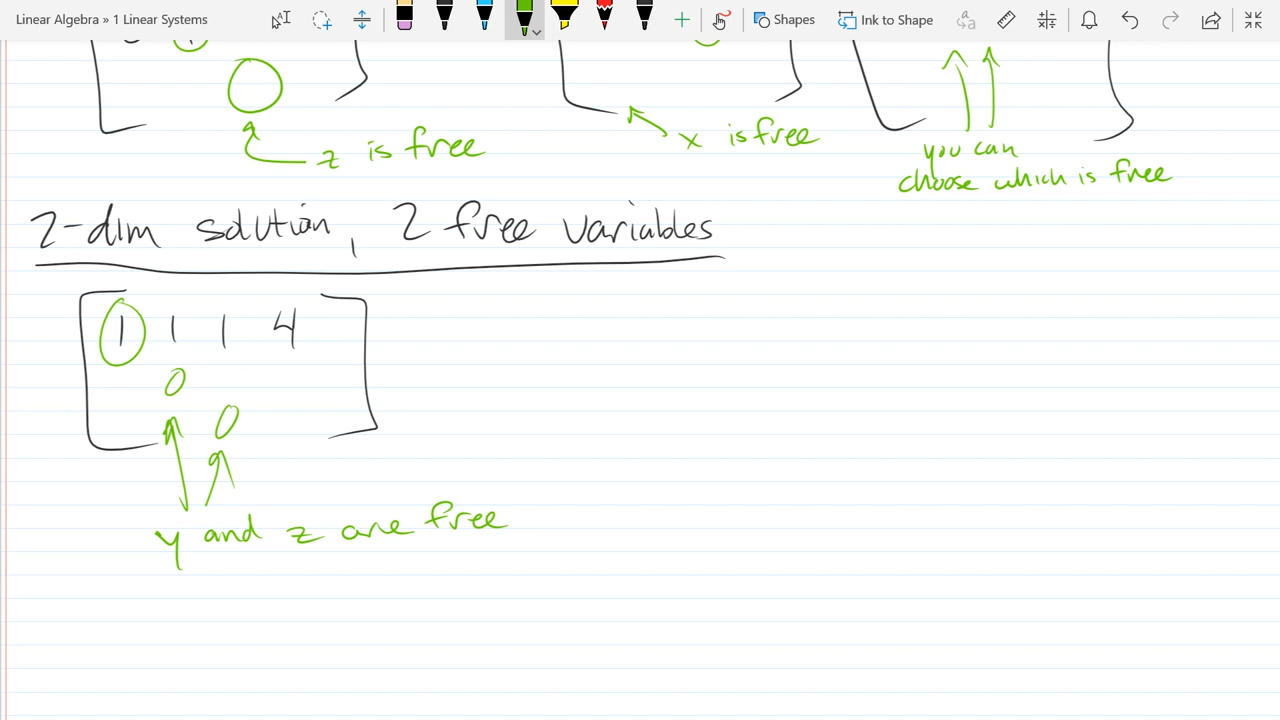 Linear Algebra » 1 Linear Systems
Shapes
Ink to Shape
z is free
x is free
you can
choose which is free
2-dim solution, 2 free variables
1 1 1 4
0
0
y and z are free